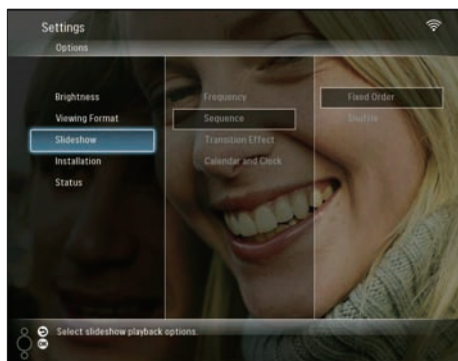 Settings
Options
Brightness
Viewing Format
Slideshow
Installation
Status
Frequency
Sequence
Transition Effect
Calendar and Clock
Fixed Order
Shuffle
Select slideshow playback options.
OK